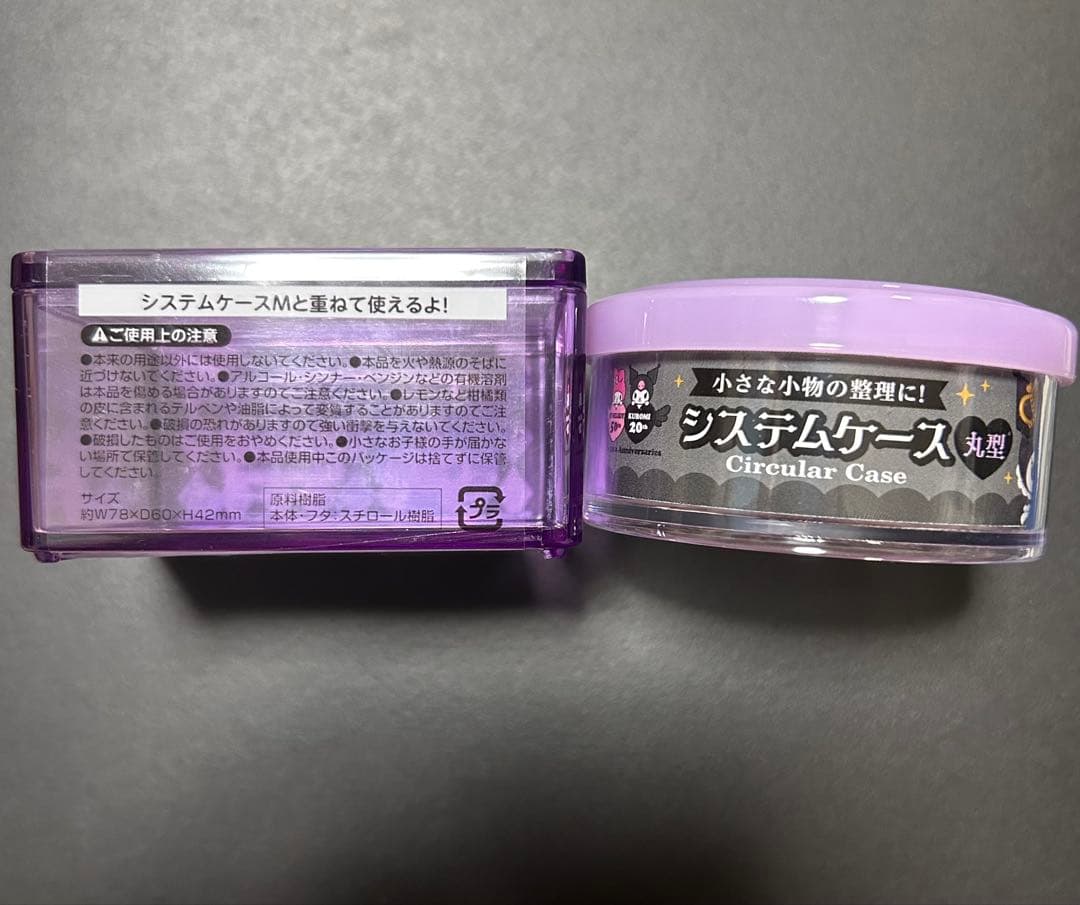 システムケースMと重ねて使えるよ!
ご使用上の注意
●本来の用途以外には使用しないでください。●本品を火や熱源のそばに
近づけないてください。●アルコール・シンナー・ベンジンなどの有機溶剤
は本品を傷める場合がありますのでご注意ください。●レモンなど柑橘類
の皮に含まれるテルペンや油脂によって変質することがありますのでご注
意ください。●破損の恐れがありますので強い衝撃を与えないでください。
●破損したものはご使用をおやめください。●小さなお子様の手が届かな
い場所で保管してください。●本品使用中このパッケージは捨てずに保管
してください。
サイズ
約W78×D60×H42mm
原料樹脂
本体・フタ:スチロール樹脂
プラ
小さな小物の整理に!
KUROMI
20th
50th
Anniversaries
システムケース 丸型
Circular Case